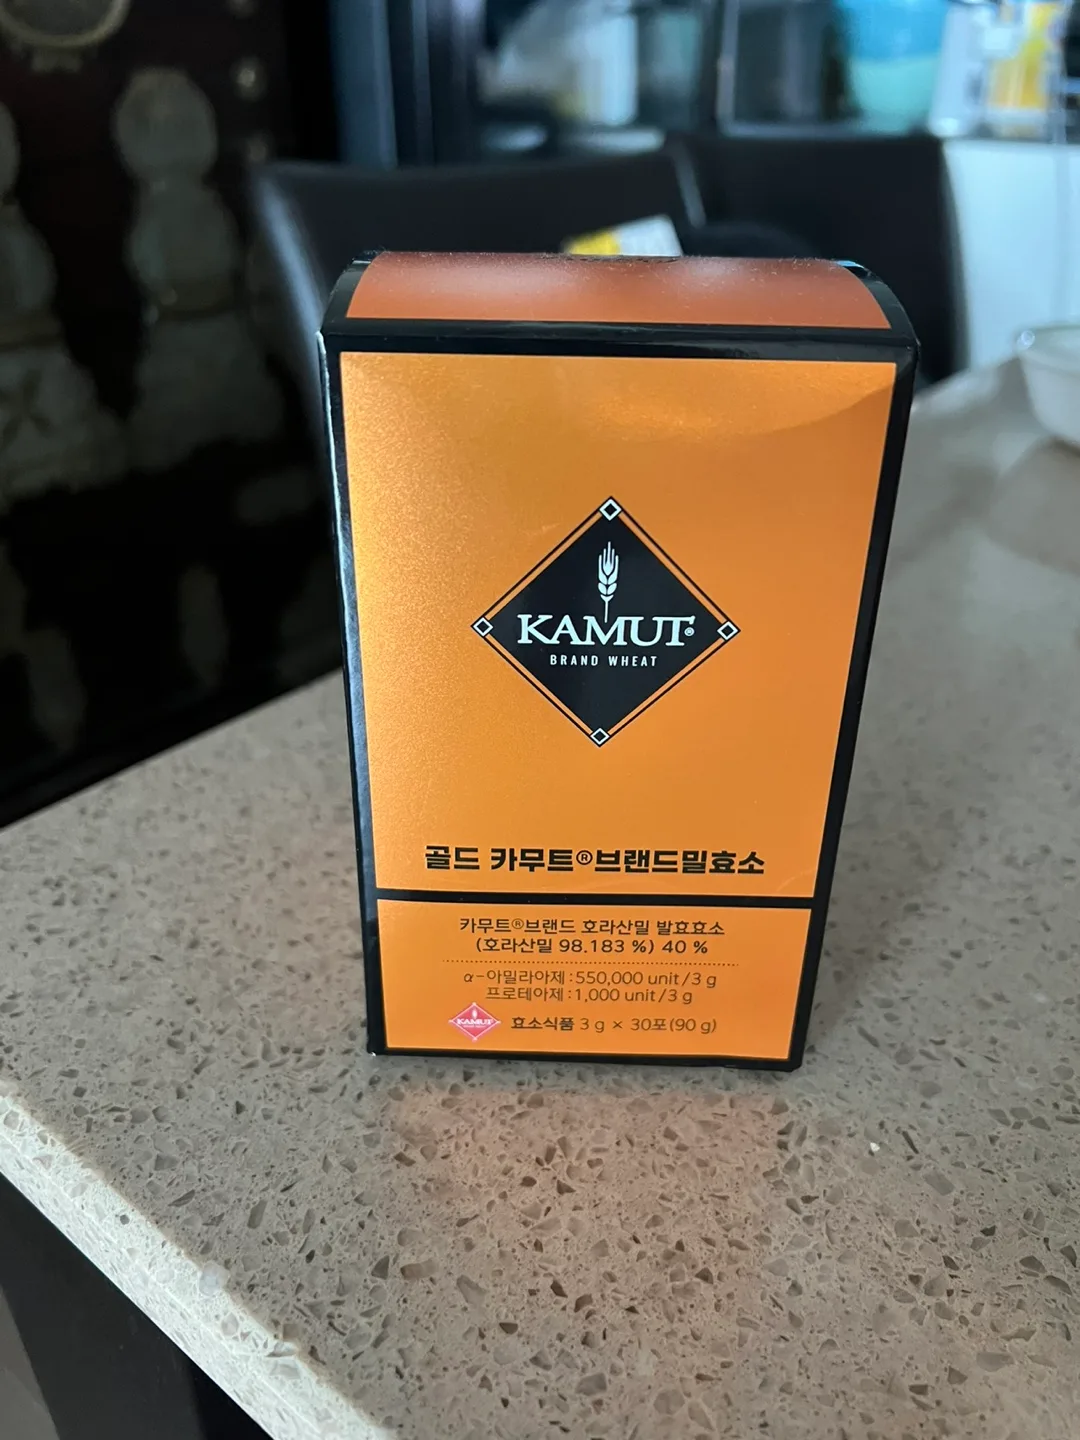 KAMUT®
BRAND WHEAT
골드 카무트®브랜드밀효소
카무트®브랜드 호라산밀 발효효소
(호라산밀 98.183 %) 40 %
α-아밀라아제:550,000 unit/3 g
프로테아제:1,000 unit/3 g
KAMUT
효소식품 3 g × 30포(90 g)